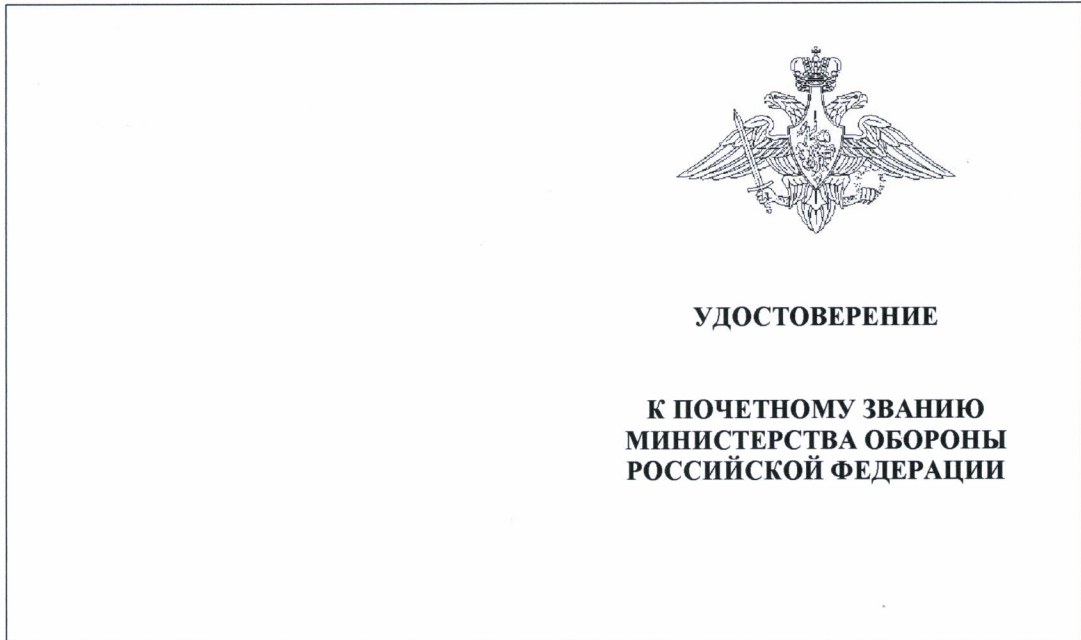 УДОСТОВЕРЕНИЕ
К ПОЧЕТНОМУ ЗВАНИЮ
МИНИСТЕРСТВА ОБОРОНЫ
РОССИЙСКОЙ ФЕДЕРАЦИИ